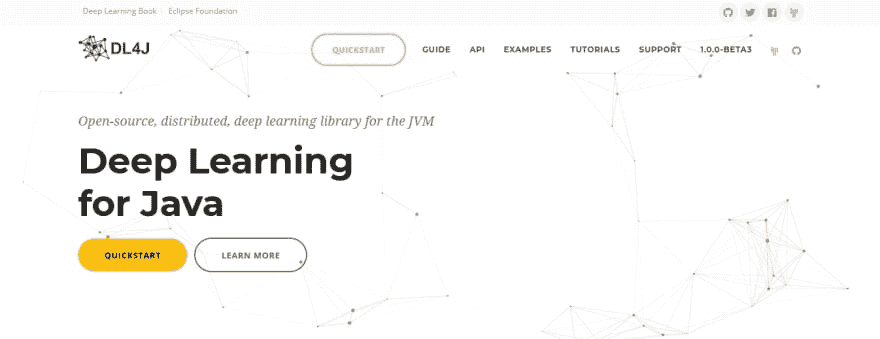 Deep Learning Book Eclipse Foundation
DL4J
QUICKSTART GUIDE API EXAMPLES TUTORIALS SUPPORT 1.0.0-BETA3
Open-source, distributed, deep learning library for the JVM
Deep Learning
for Java
QUICKSTART LEARN MORE